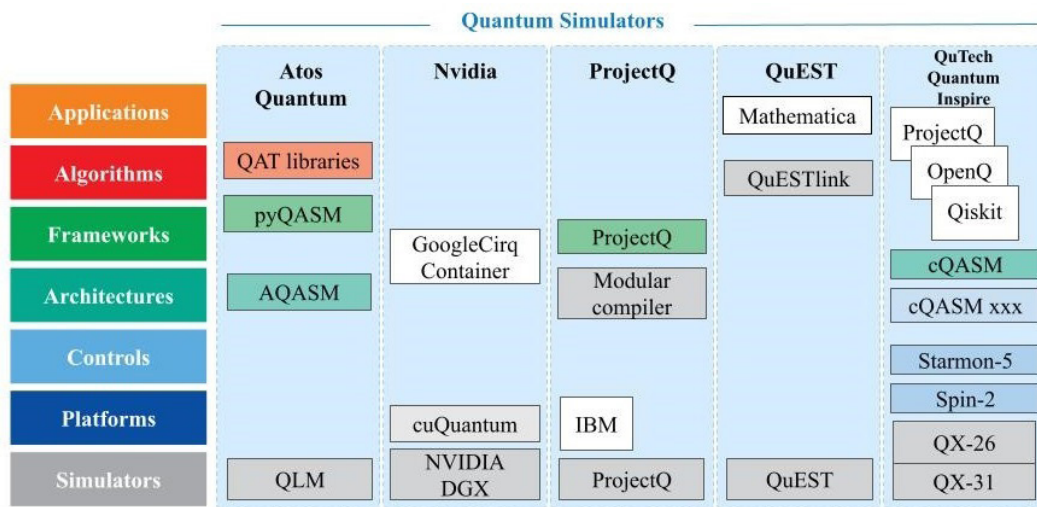 Quantum Simulators
Atos
Quantum
Nvidia
ProjectQ
QuEST
QuTech
Quantum
Inspire
Applications
Mathematica
ProjectQ
Algorithms
QAT libraries
QuESTlink
OpenQ
Qiskit
Frameworks
pyQASM
GoogleCirq
Container
ProjectQ
cQASM
Architectures
AQASM
Modular
compiler
cQASM xxx
Controls
Starmon-5
Platforms
cuQuantum
IBM
Spin-2
QX-26
Simulators
QLM
NVIDIA
DGX
ProjectQ
QuEST
QX-31